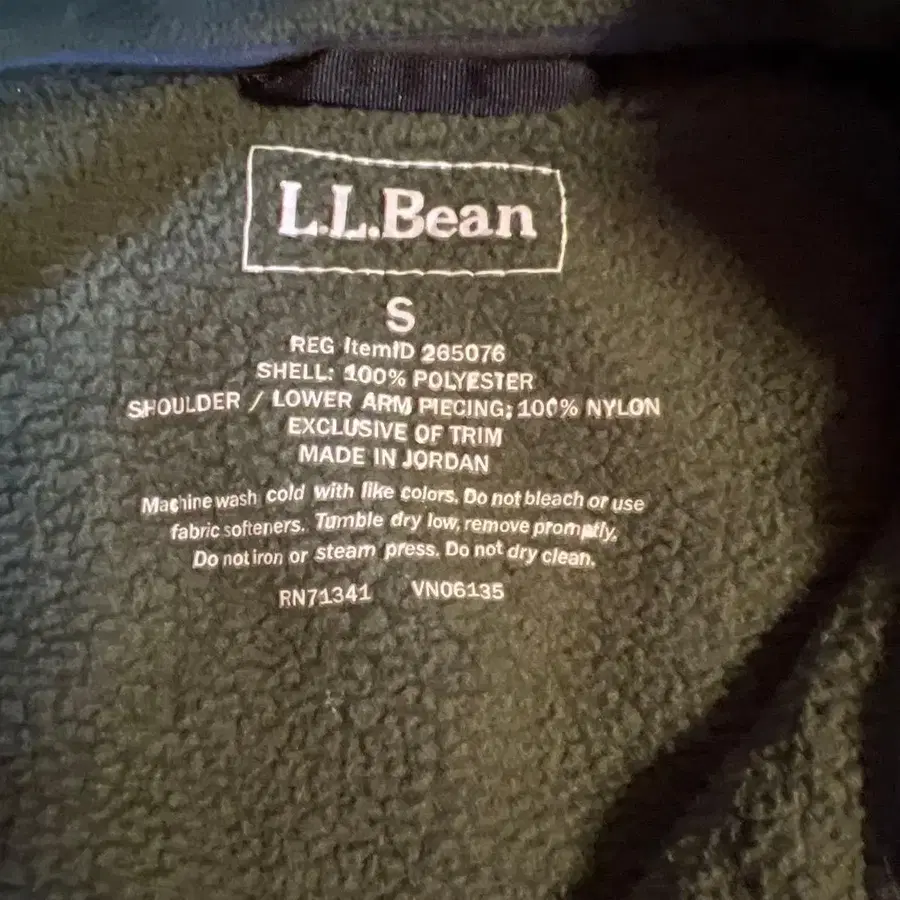 L.L.Bean
S
REG ItemID 265076
SHELL: 100% POLYESTER
SHOULDER / LOWER ARM PIECING; 100% NYLON
EXCLUSIVE OF TRIM
MADE IN JORDAN
Machine wash cold with like colors. Do not bleach or use
fabric softeners. Tumble dry low, remove promptly.
Do not iron or steam press. Do not dry clean.
RN71341 VN06135